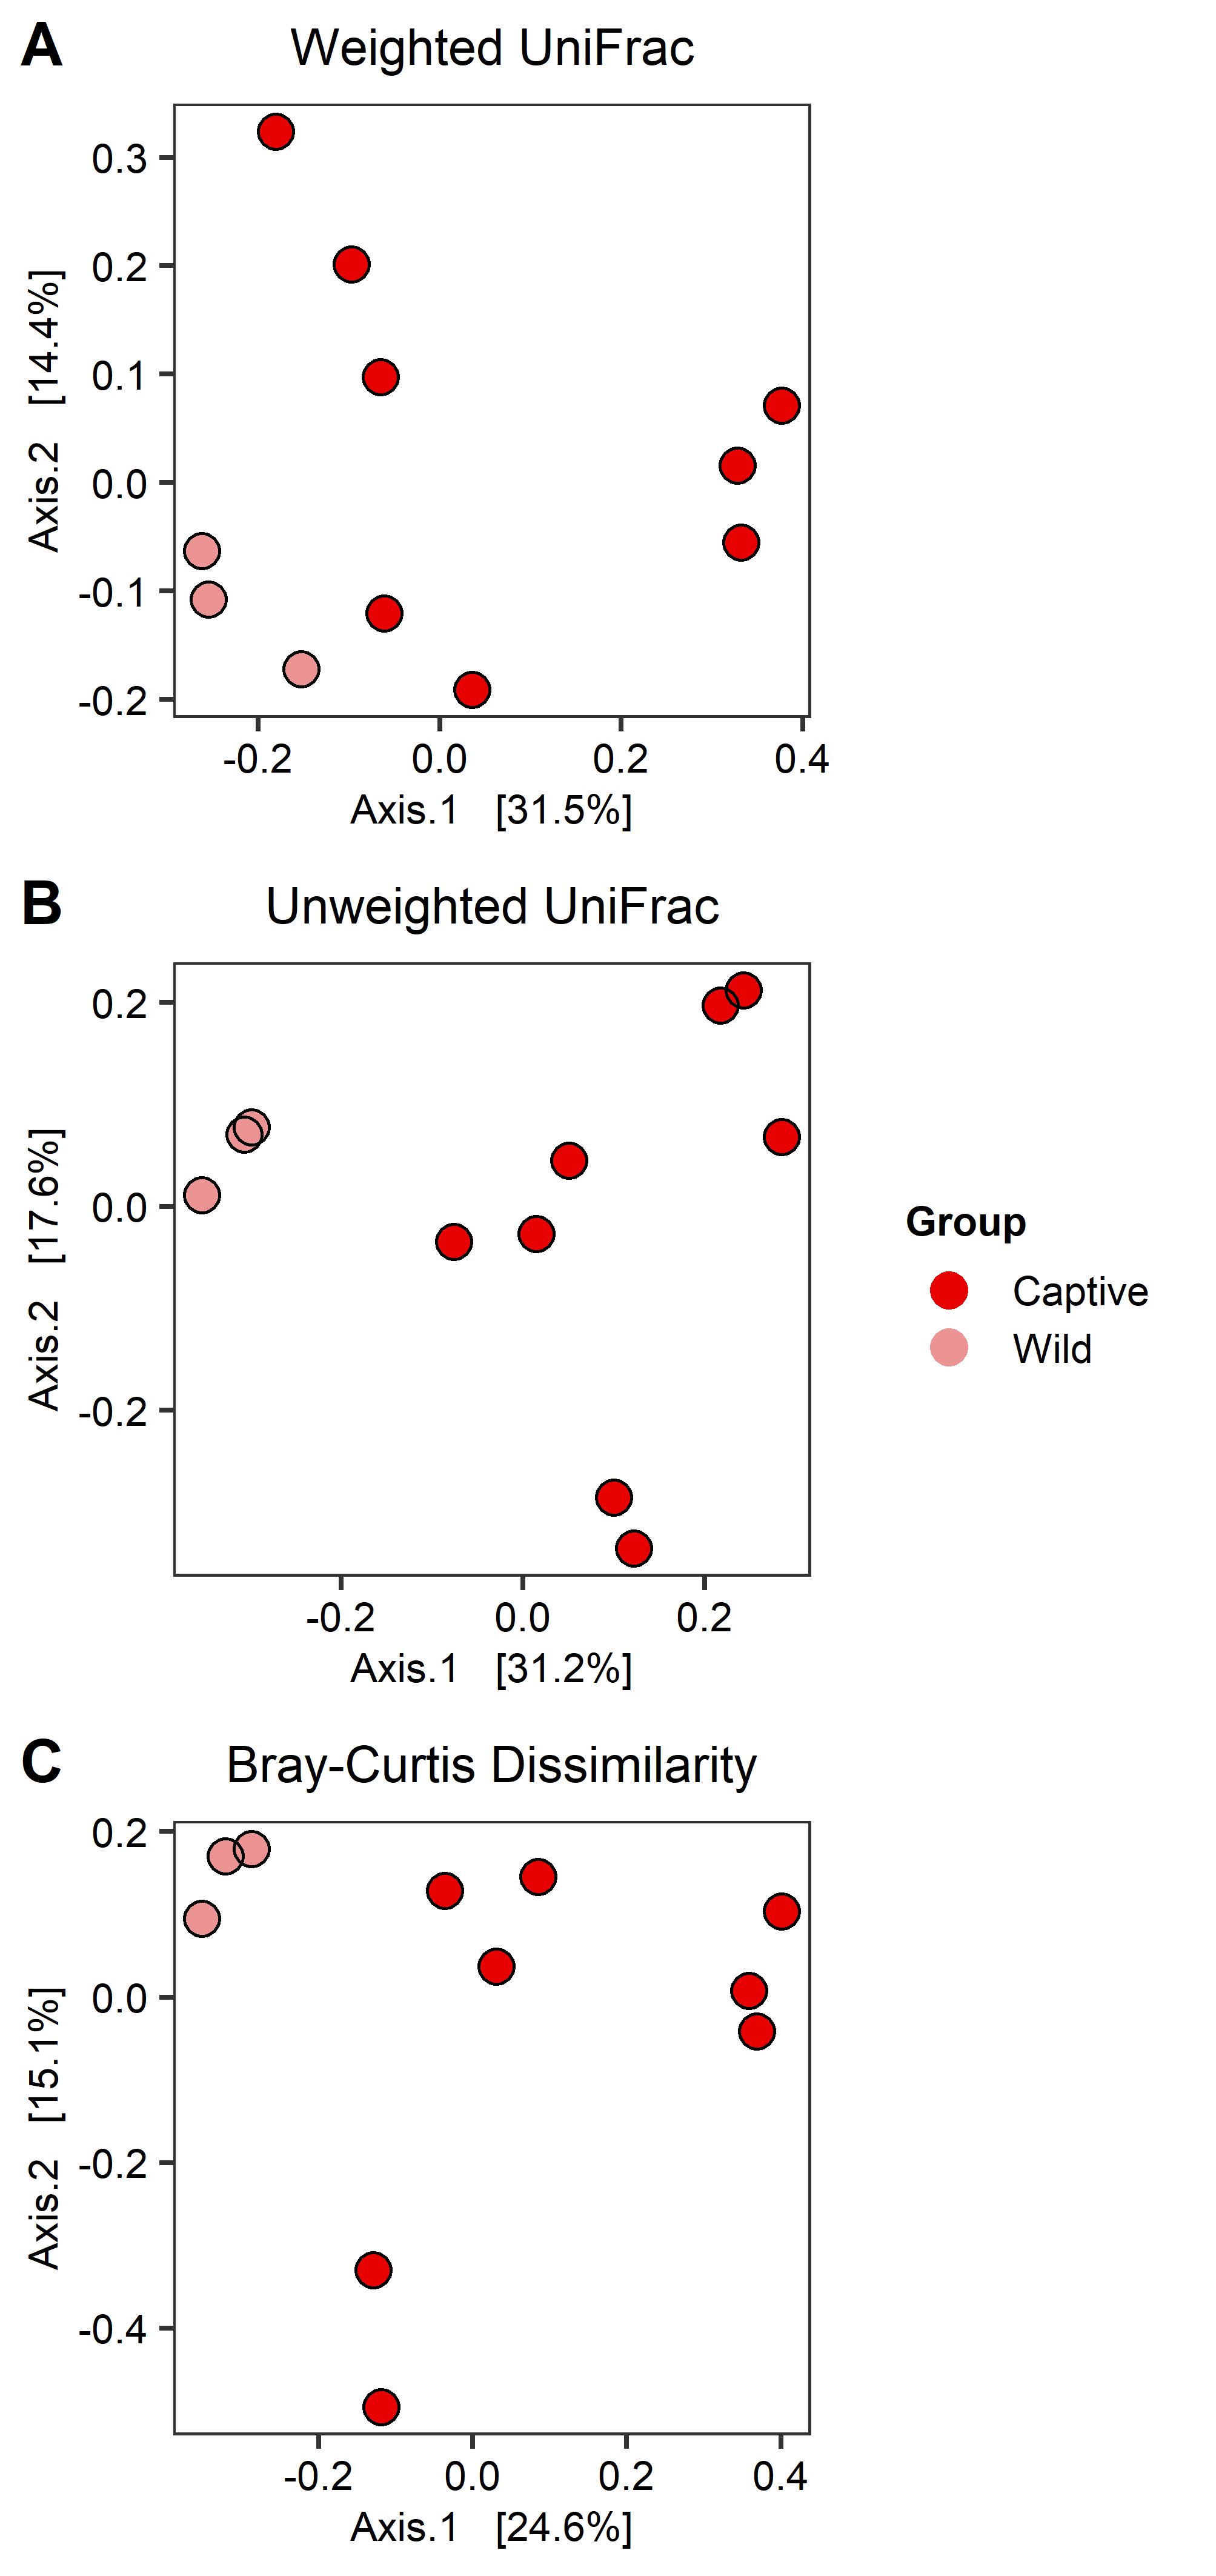 A
Weighted UniFrac
0.3
0.2
0.1
0.0
-0.1
-0.2
Axis.2 [14.4%]
-0.2 0.0 0.2 0.4
Axis.1 [31.5%]
B
Unweighted UniFrac
0.2
0.0
-0.2
Axis.2 [17.6%]
-0.2 0.0 0.2
Axis.1 [31.2%]
Group
Captive
Wild
C
Bray-Curtis Dissimilarity
0.2
0.0
-0.2
-0.4
Axis.2 [15.1%]
-0.2 0.0 0.2 0.4
Axis.1 [24.6%]